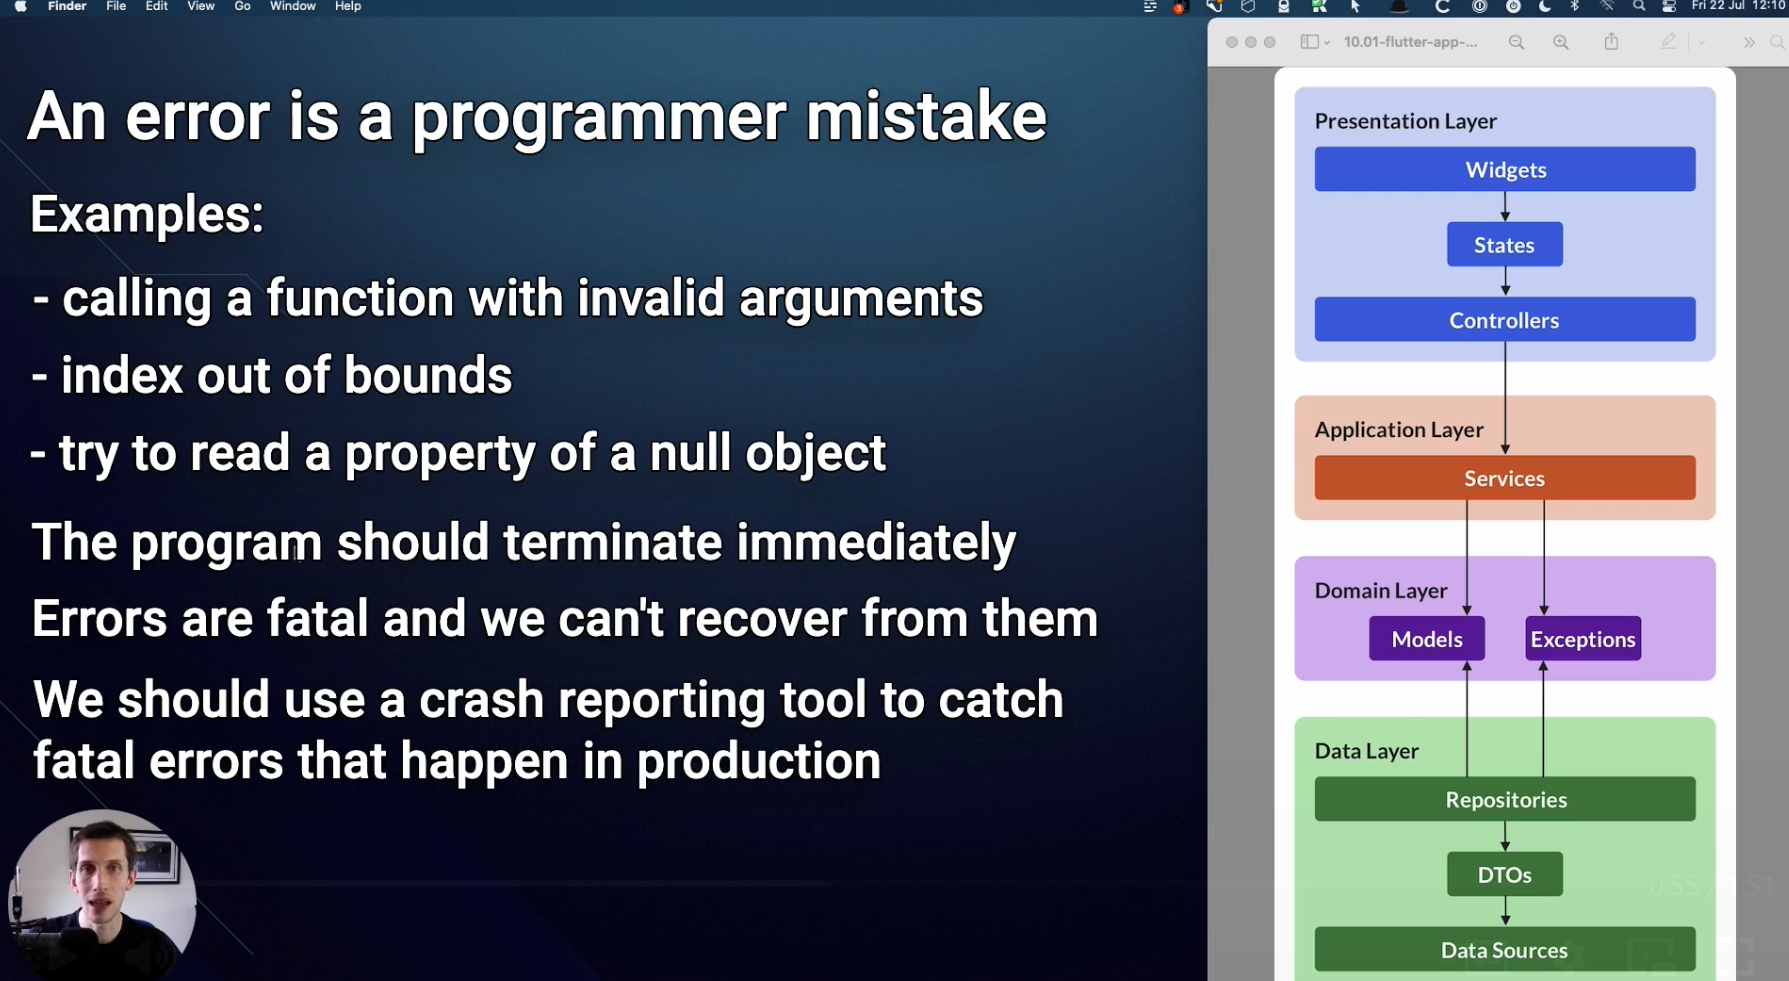 Finder File Edit View Go Window Help
3
Fri 22 Jul 12:10
10.01-flutter-app-...
An error is a programmer mistake
Examples:
- calling a function with invalid arguments
- index out of bounds
- try to read a property of a null object
The program should terminate immediately
Errors are fatal and we can't recover from them
We should use a crash reporting tool to catch
fatal errors that happen in production
Presentation Layer
Widgets
States
Controllers
Application Layer
Services
Domain Layer
Models
Exceptions
Data Layer
Repositories
DTOs
Data Sources